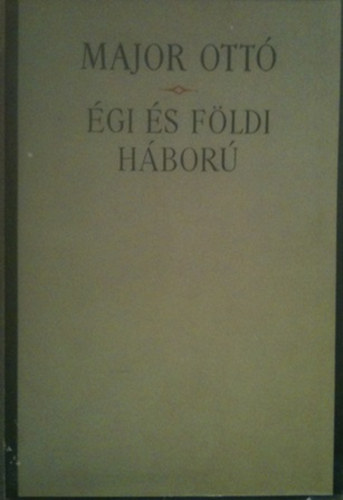 MAJOR OTTÓ
ÉGI ÉS FÖLDI
HÁBORÚ